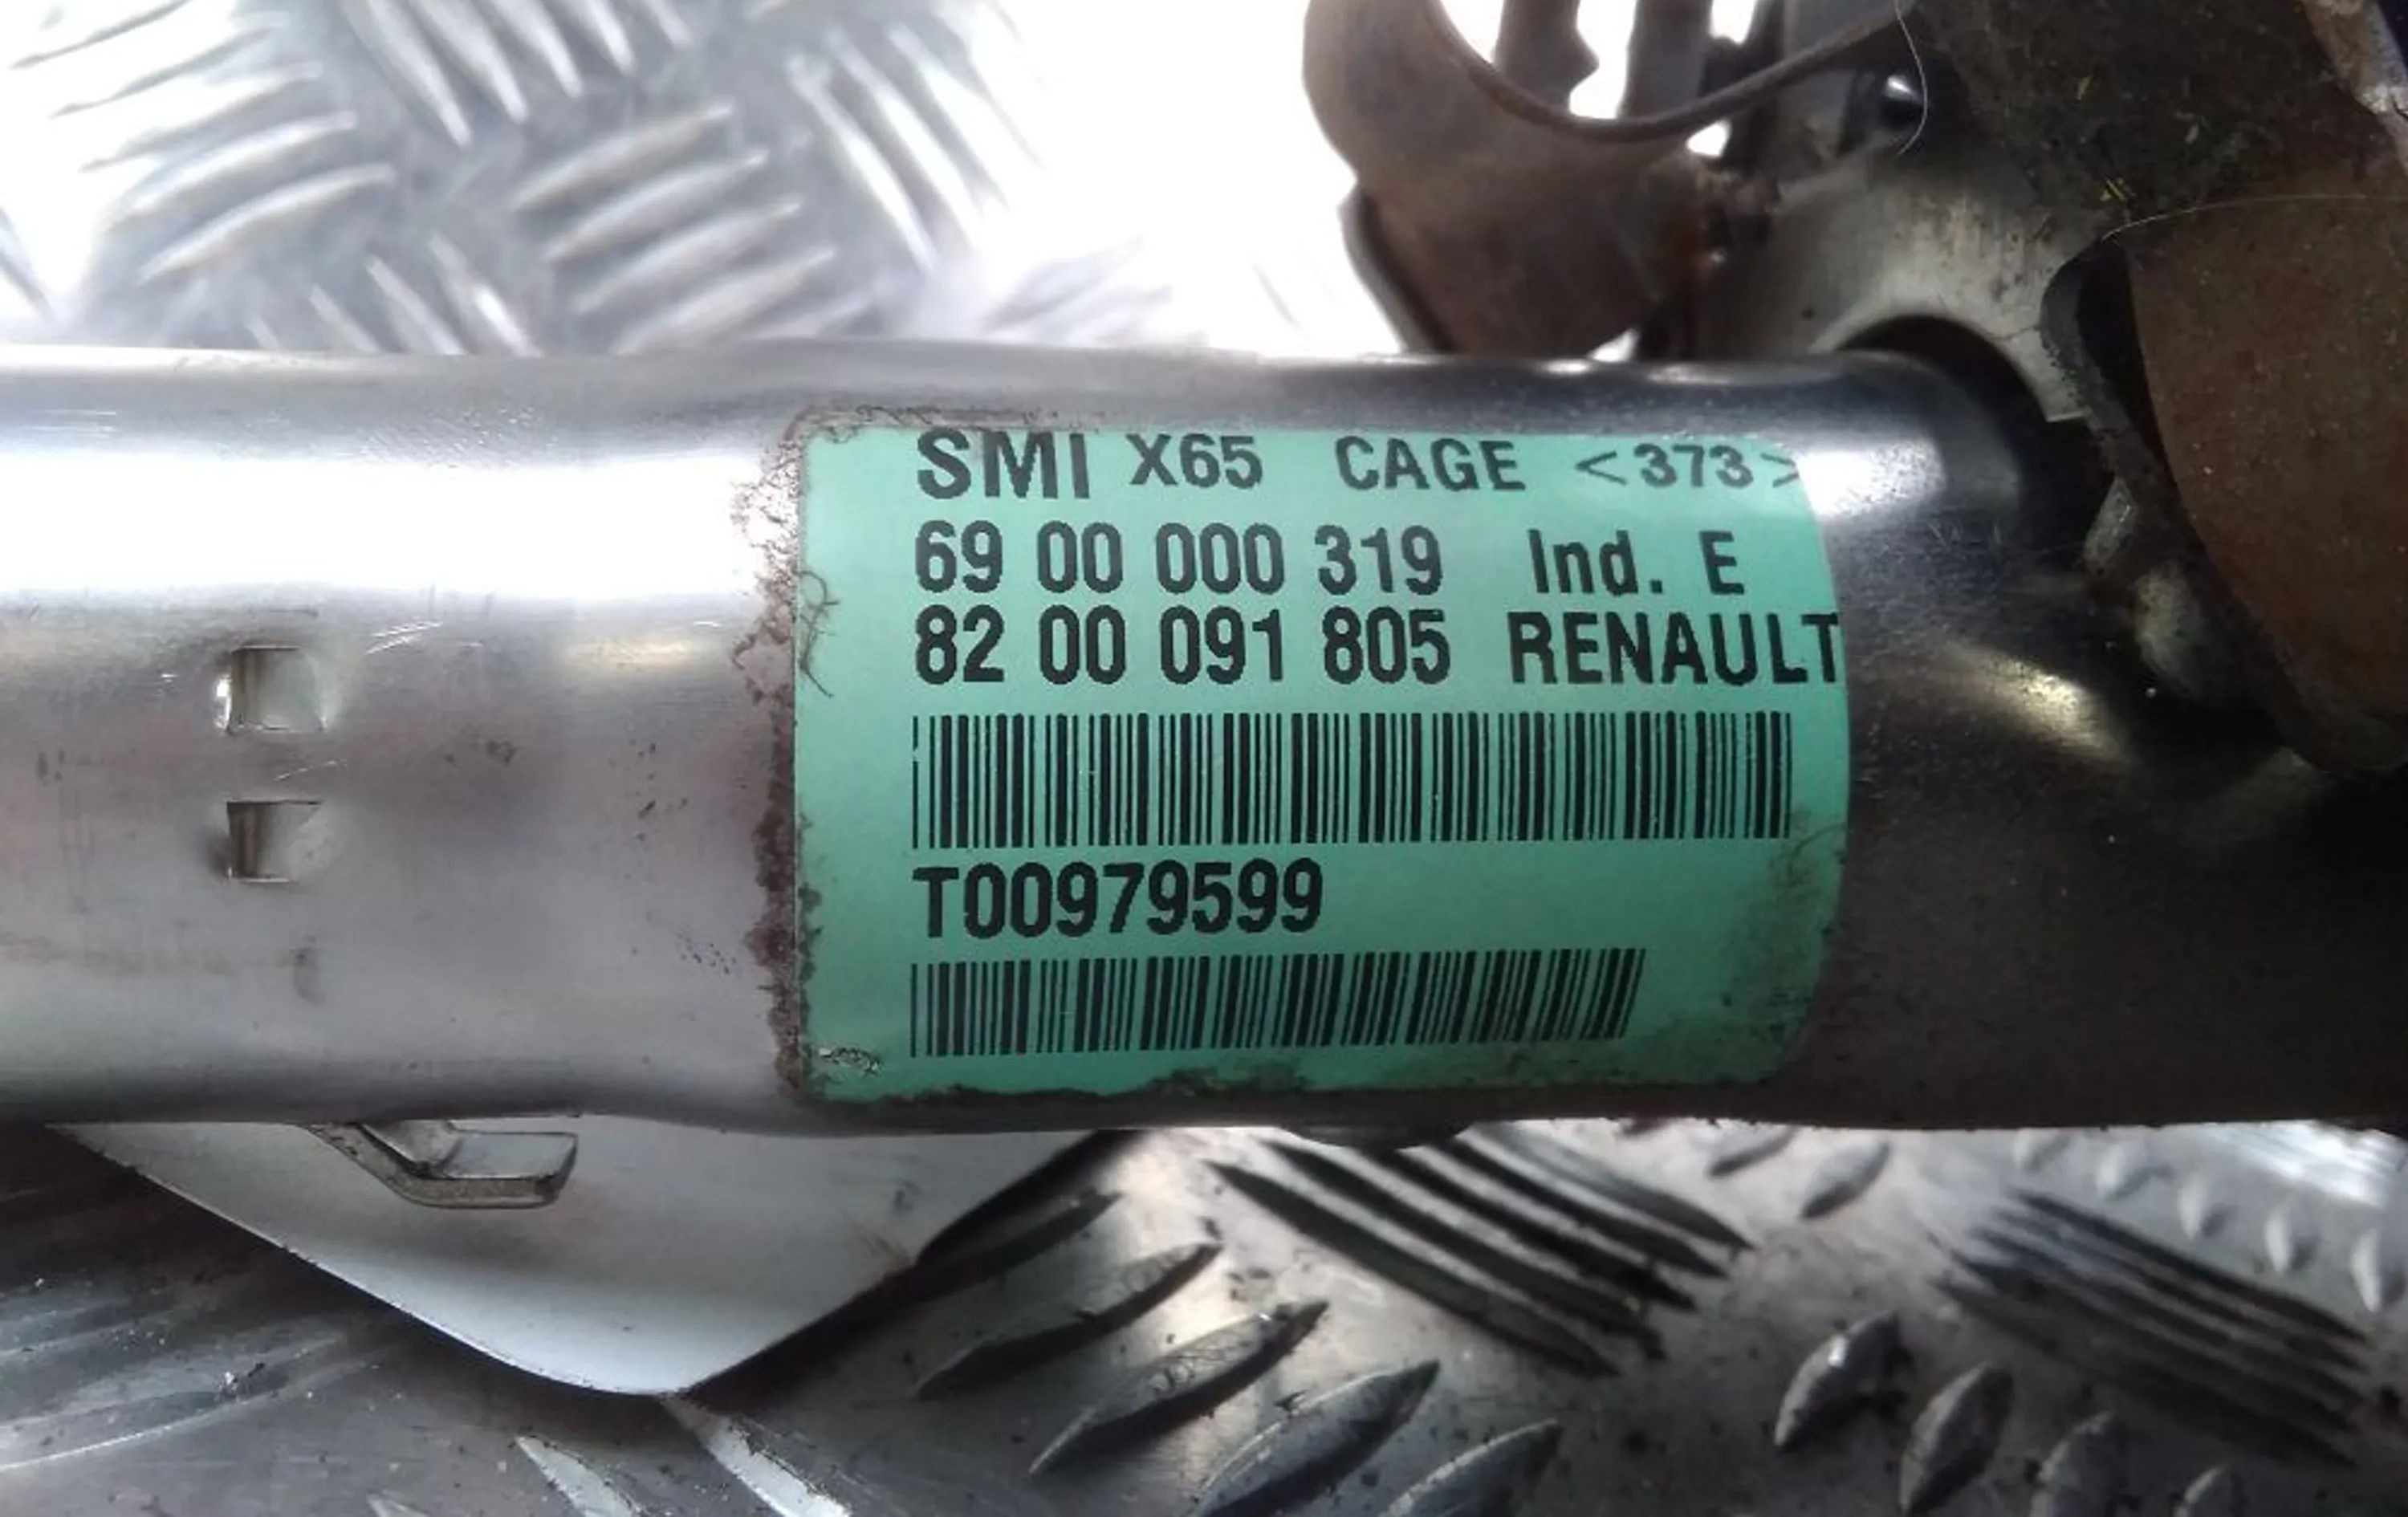 SMI X65 CAGE <373>
69 00 000 319 Ind. E
82 00 091 805 RENAULT
T00979599